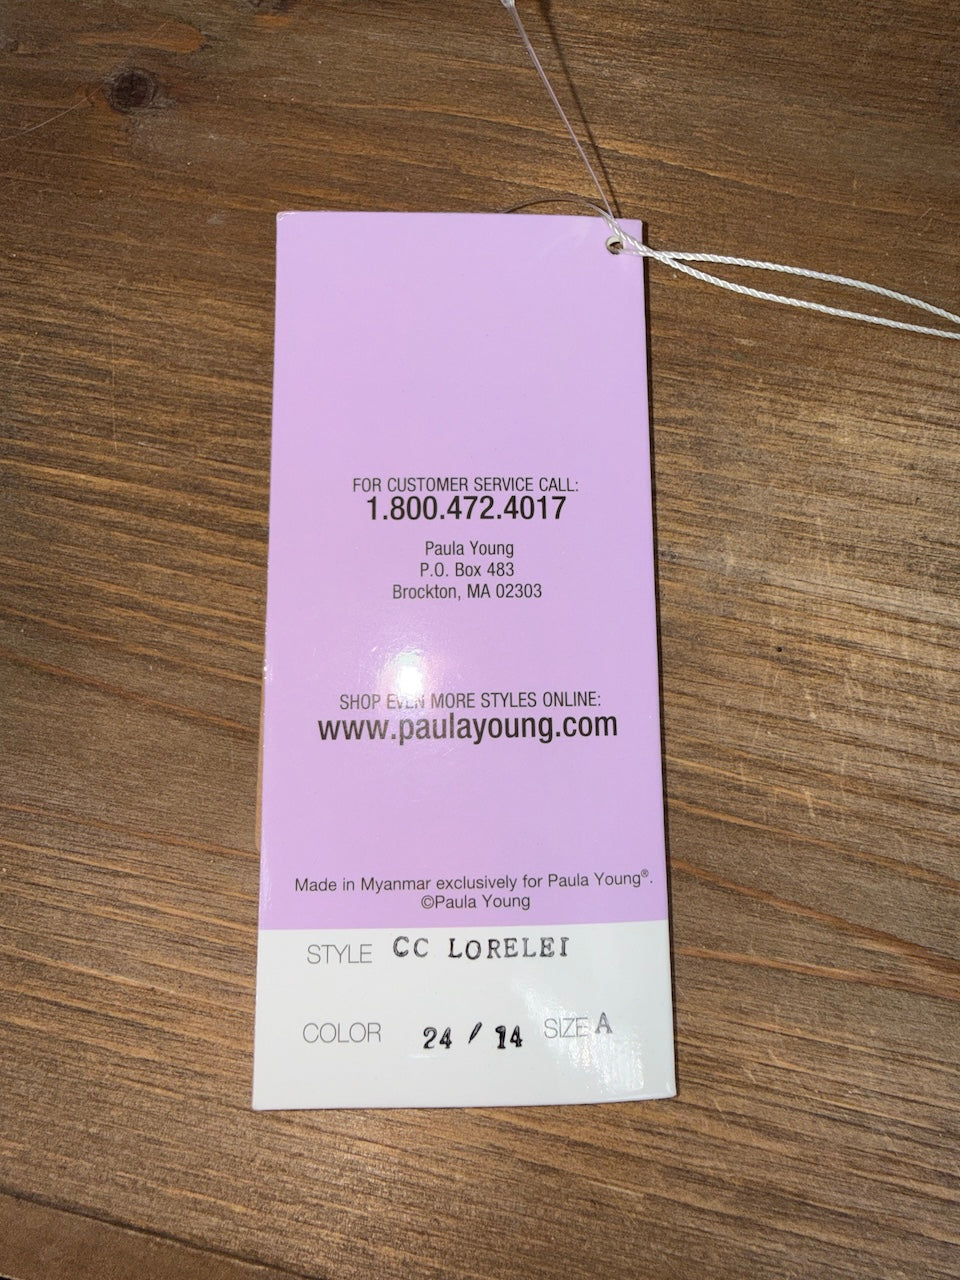 FOR CUSTOMER SERVICE CALL:
1.800.472.4017
Paula Young
P.O. Box 483
Brockton, MA 02303
SHOP EVEN MORE STYLES ONLINE:
www.paulayoung.com
Made in Myanmar exclusively for Paula Young®.
©Paula Young
STYLE CC LORELEI
COLOR 24 / 14 SIZE A